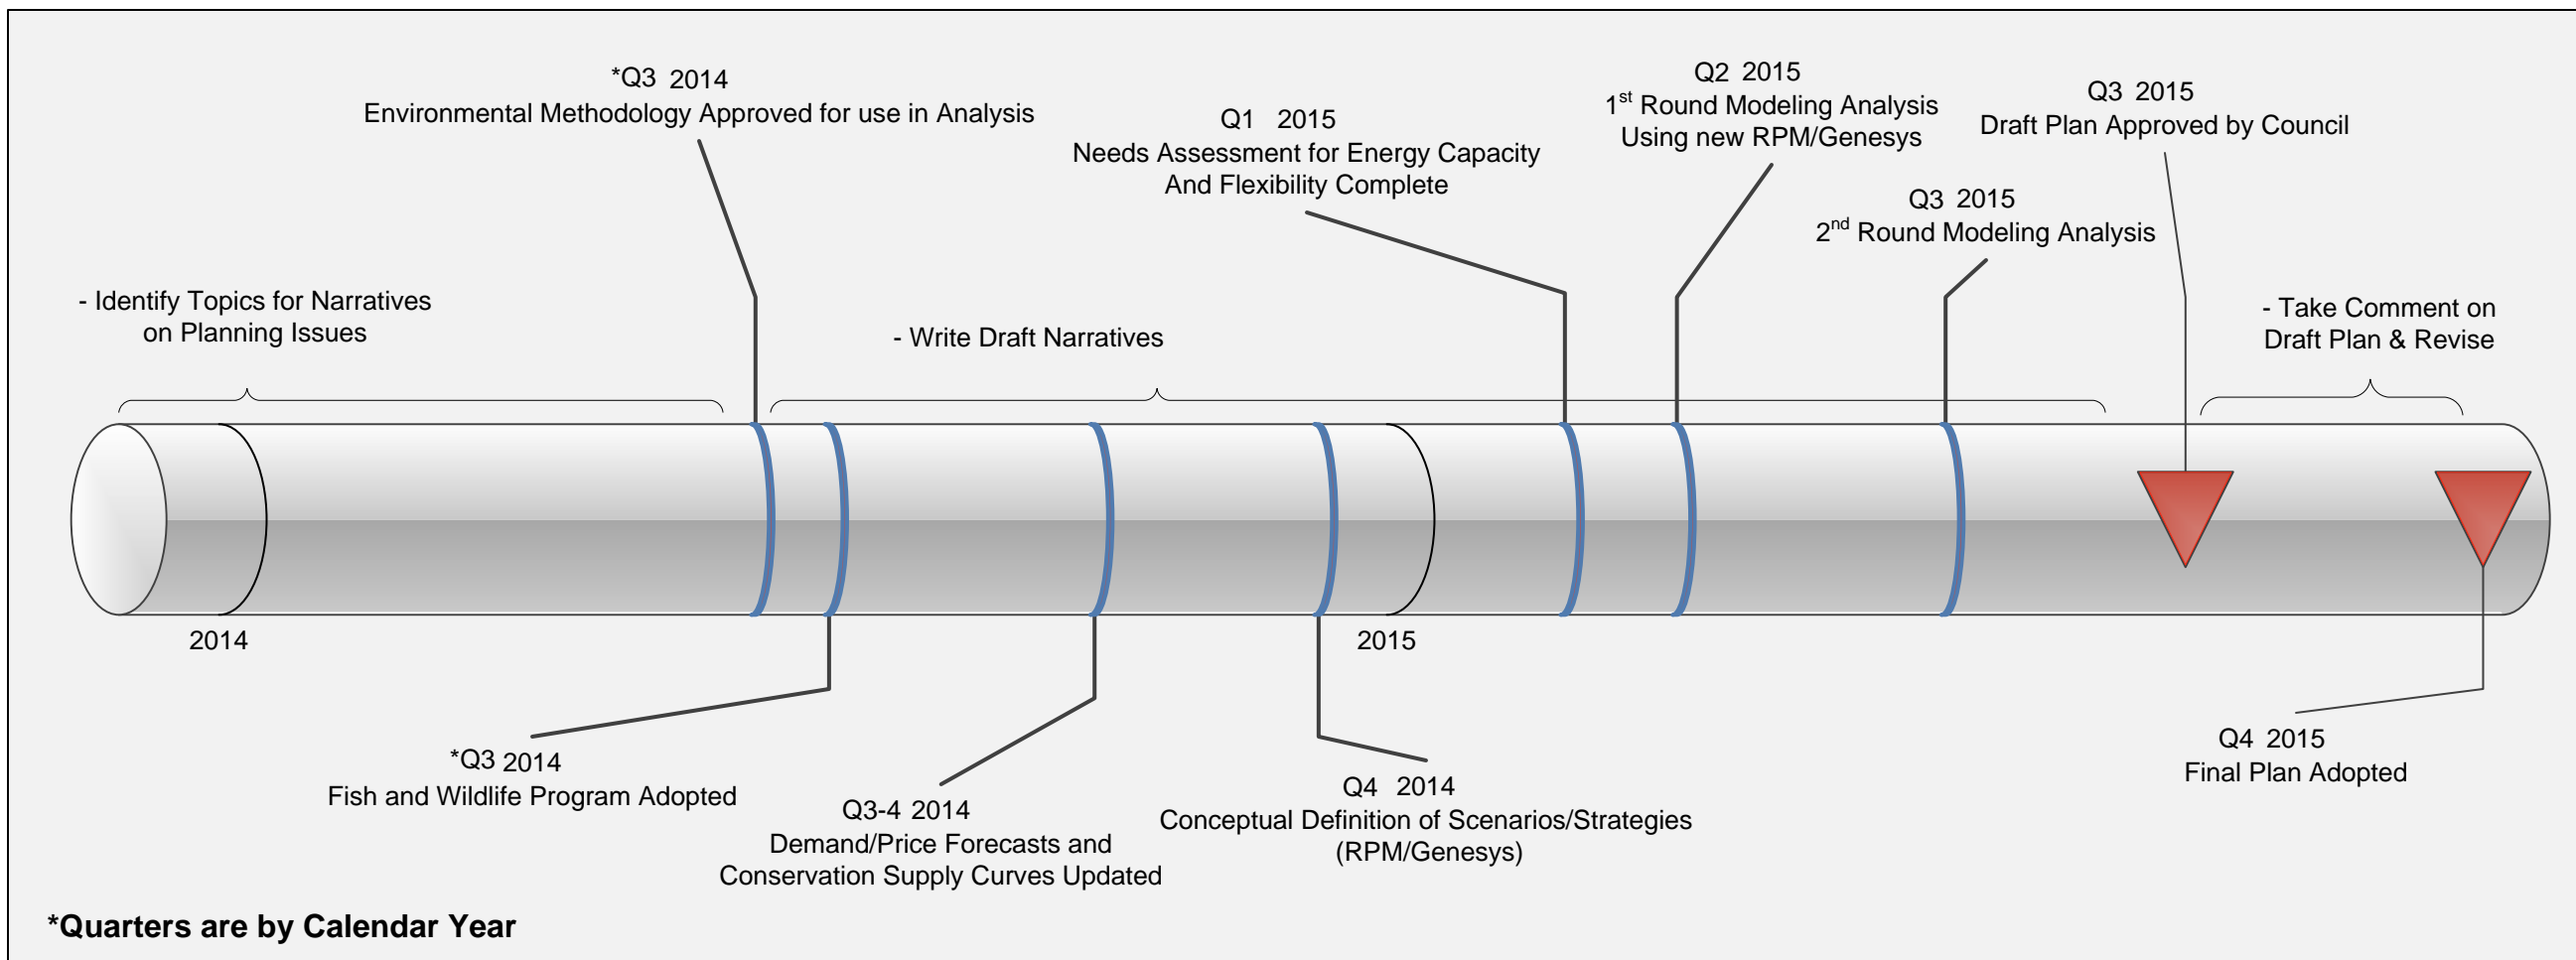 *Q3 2014
Environmental Methodology Approved for use in Analysis
Q1 2015
Needs Assessment for Energy Capacity
And Flexibility Complete
Q2 2015
1st Round Modeling Analysis
Using new RPM/Genesys
Q3 2015
Draft Plan Approved by Council
Q3 2015
2nd Round Modeling Analysis
- Identify Topics for Narratives
on Planning Issues
- Write Draft Narratives
- Take Comment on
Draft Plan & Revise
2014
2015
*Q3 2014
Fish and Wildlife Program Adopted
Q3-4 2014
Demand/Price Forecasts and
Conservation Supply Curves Updated
Q4 2014
Conceptual Definition of Scenarios/Strategies
(RPM/Genesys)
Q4 2015
Final Plan Adopted
*Quarters are by Calendar Year